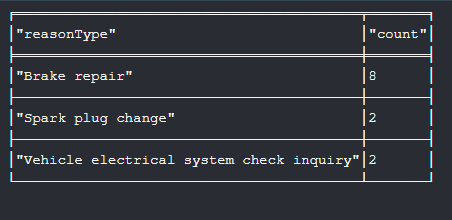 "reasonType" "count"
"Brake repair" 8
"Spark plug change" 2
"Vehicle electrical system check inquiry" 2